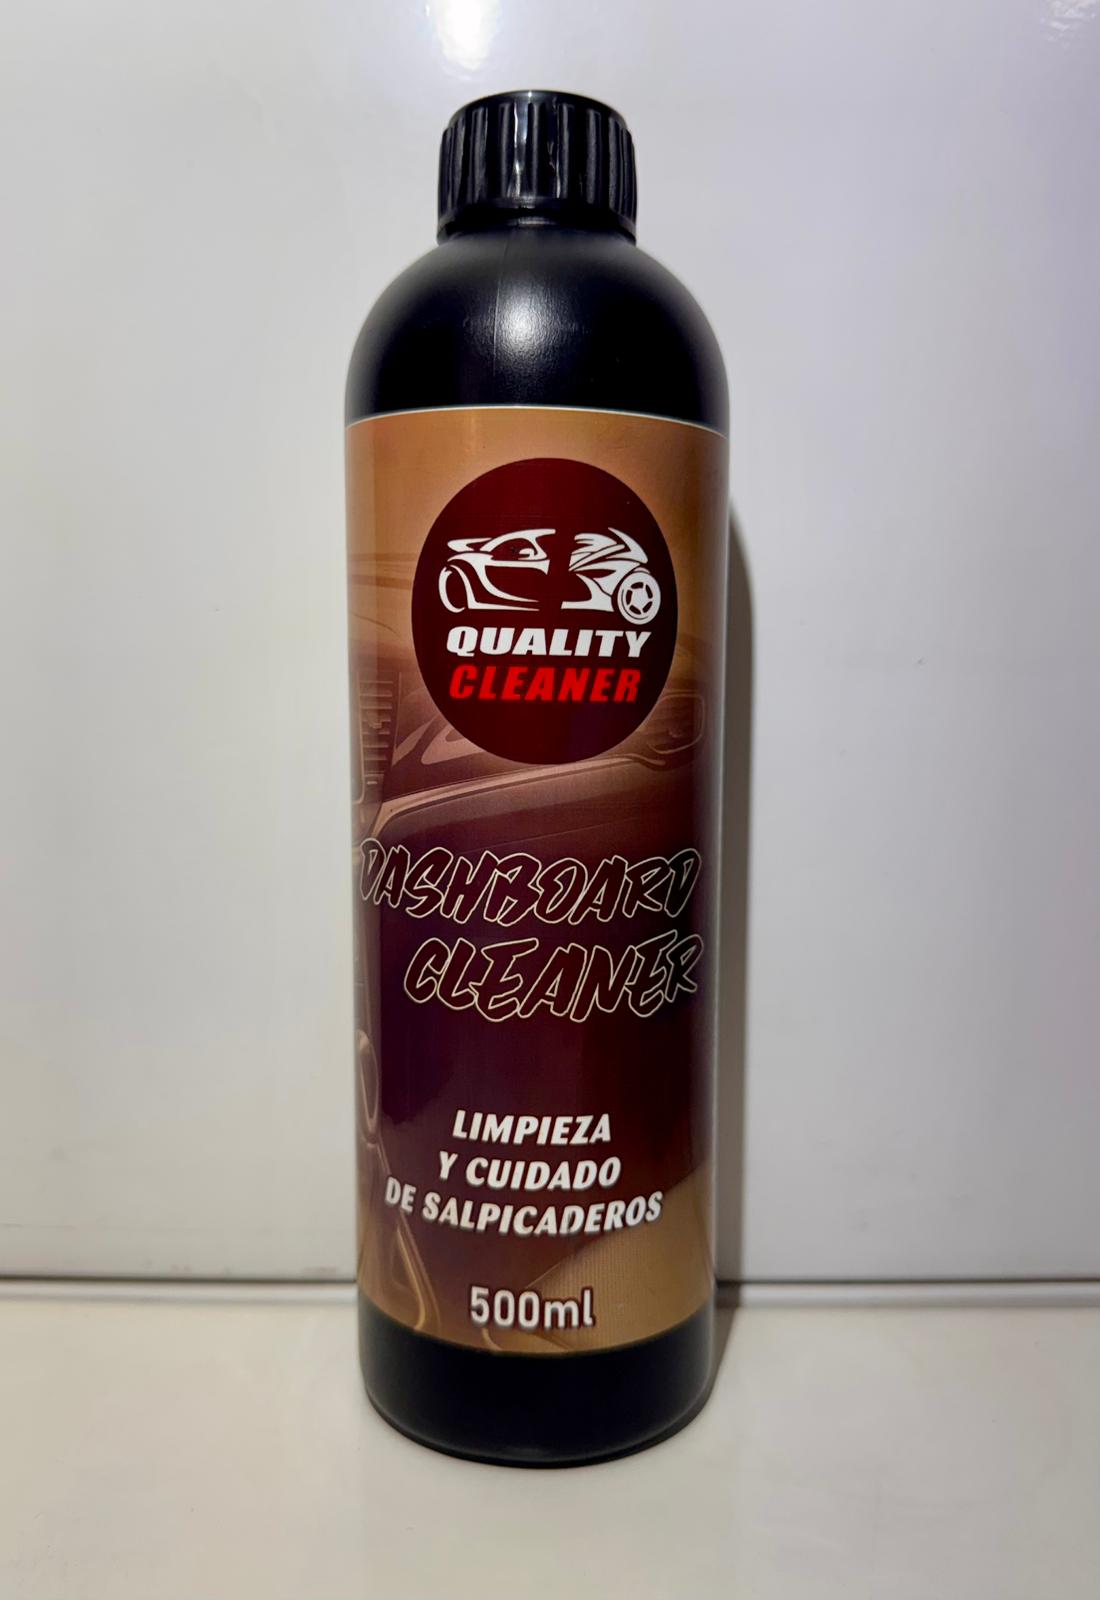 QUALITY
CLEANER
DASHBOARD
CLEANER
LIMPIEZA
Y CUIDADO
DE SALPICADEROS
500ml